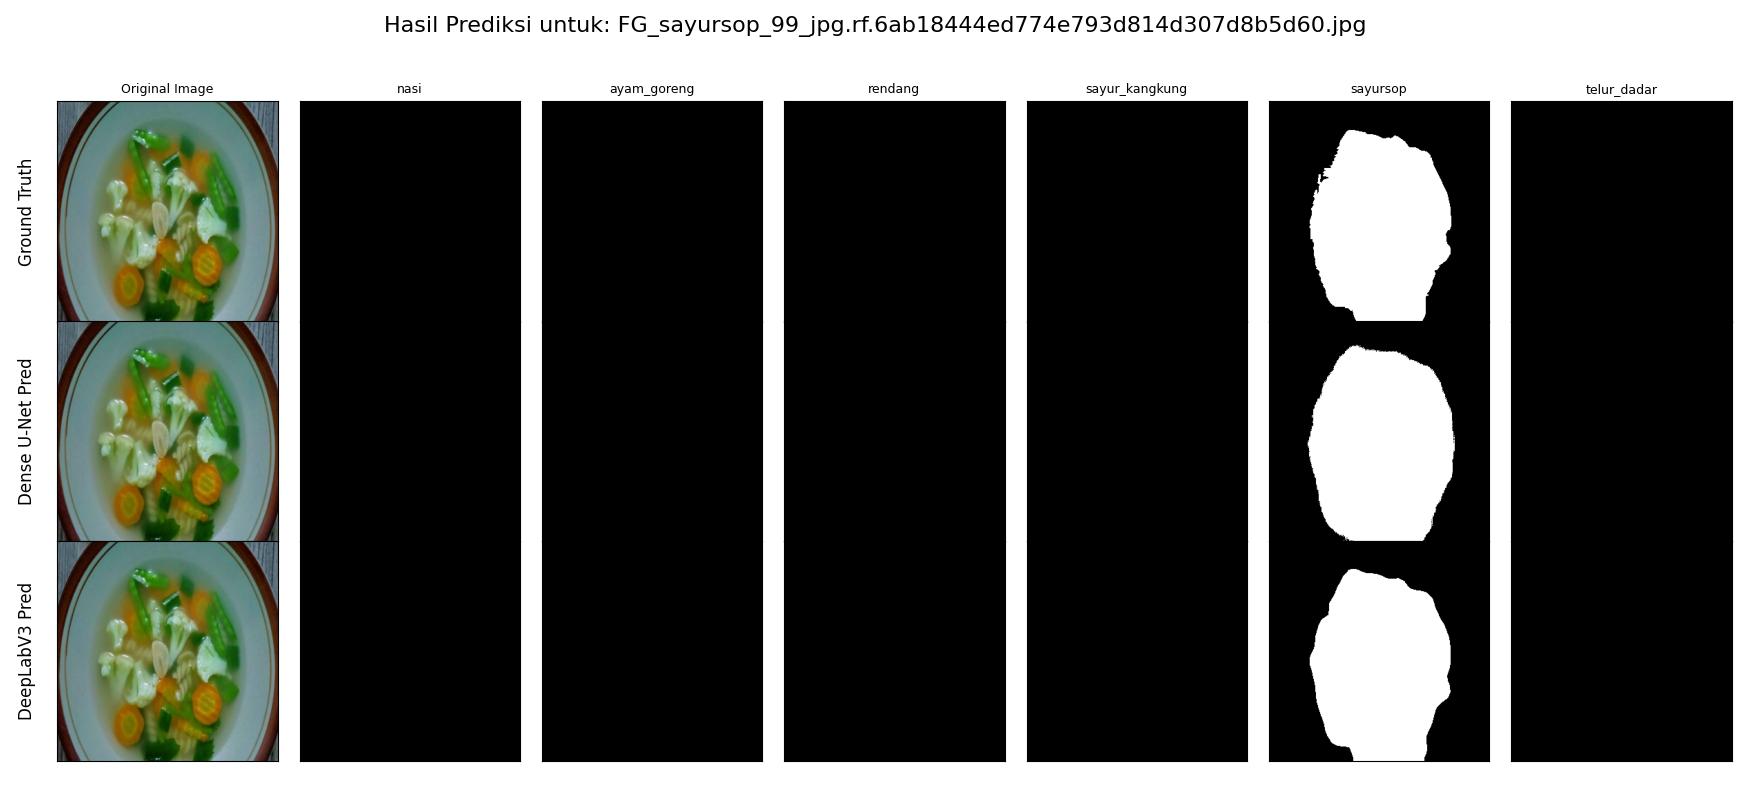 Hasil Prediksi untuk: FG_sayursop_99_jpg.rf.6ab18444ed774e793d814d307d8b5d60.jpg
Original Image
nasi
ayam_goreng
rendang
sayur_kangkung
sayursop
telur_dadar
Ground Truth
Dense U-Net Pred
DeepLabV3 Pred